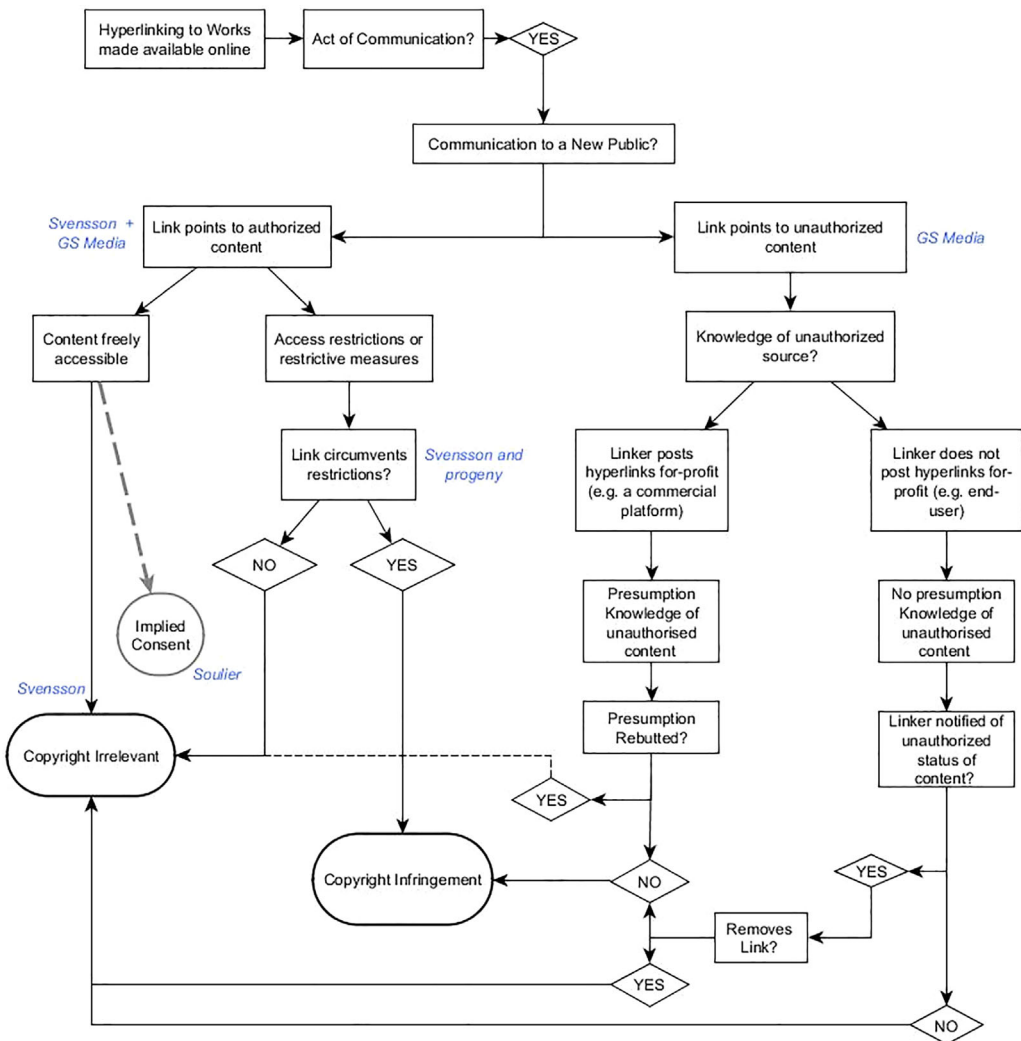 Hyperlinking to Works
made available online
Act of Communication?
YES
Communication to a New Public?
Svensson +
GS Media
Link points to authorized
content
Link points to unauthorized
content
GS Media
Content freely
accessible
Access restrictions or
restrictive measures
Knowledge of unauthorized
source?
Link circumvents
restrictions?
Svensson and
progeny
Linker posts
hyperlinks for-profit
(e.g. a commercial
platform)
Linker does not
post hyperlinks for-
profit (e.g. end-
user)
NO
YES
Implied
Consent
Soulier
Presumption
Knowledge of
unauthorised
content
No presumption
Knowledge of
unauthorised
content
Svensson
Copyright Irrelevant
Presumption
Rebutted?
Linker notified of
unauthorized
status of
content?
YES
Copyright Infringement
NO
YES
Removes
Link?
YES
NO